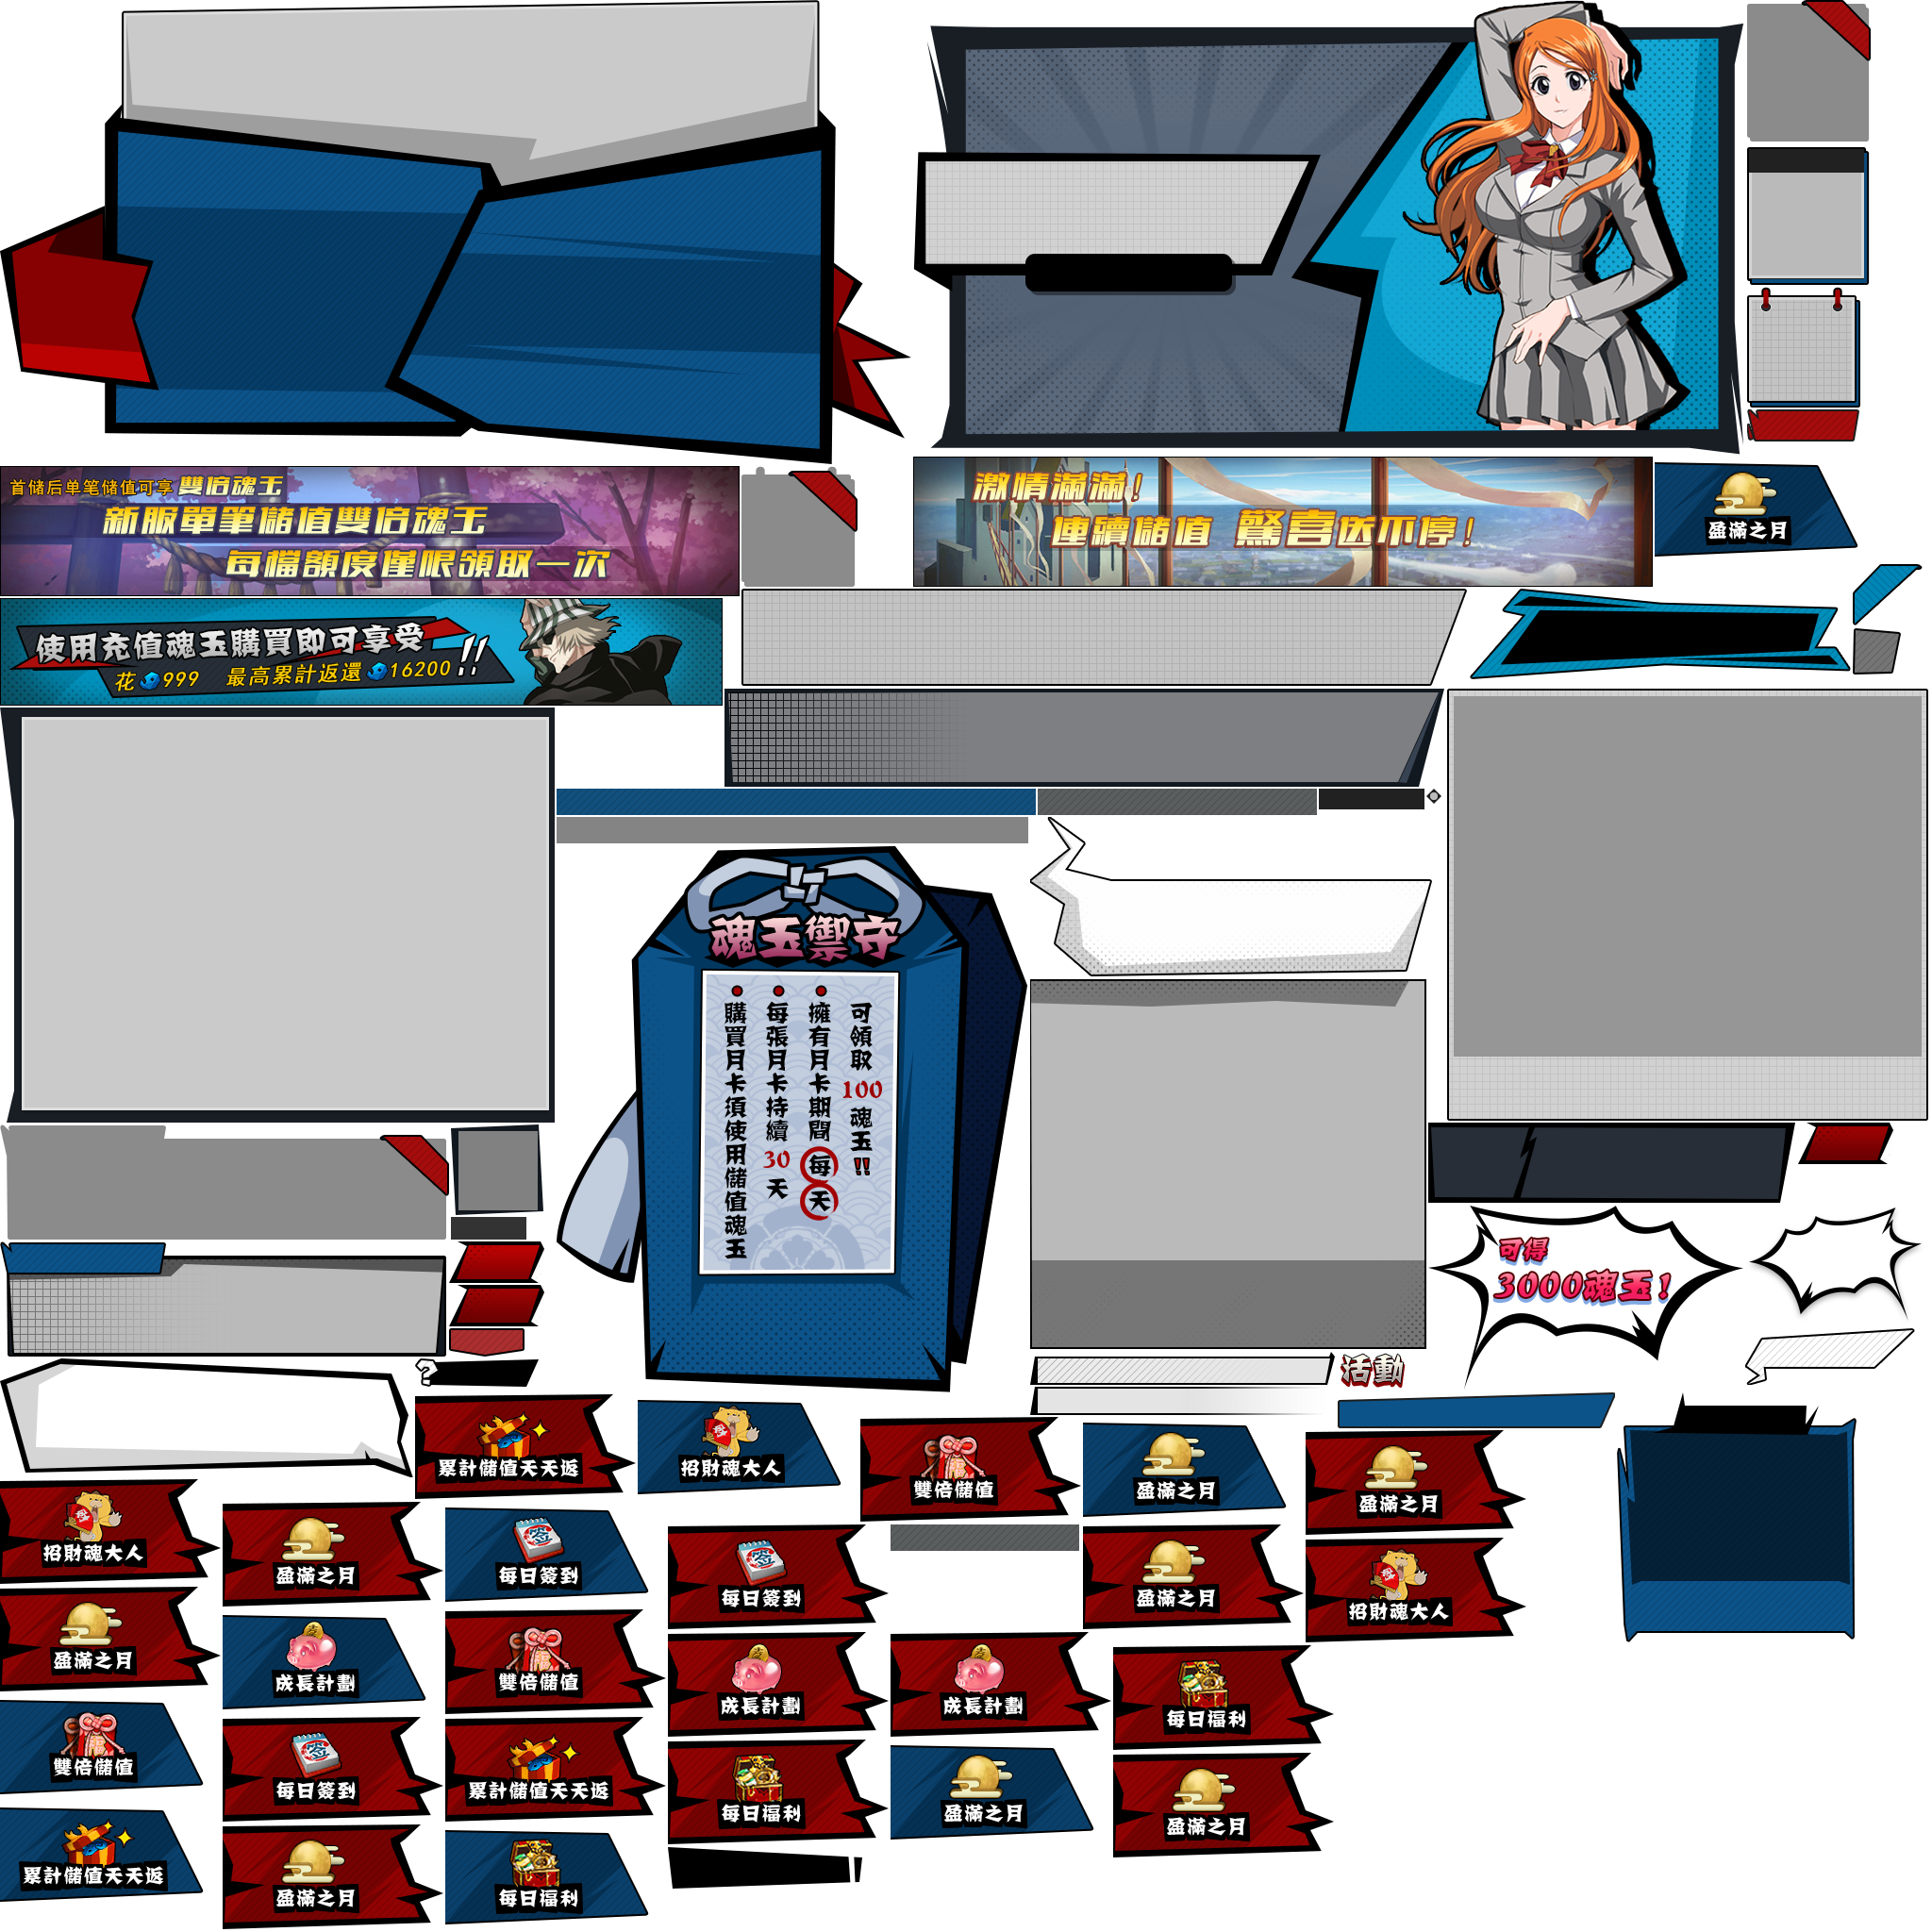 首储后单笔储值可享 雙倍魂玉
新服單筆儲值雙倍魂玉
每檔額度僅限領取一次
激情滿滿!
連續儲值 驚喜送不停!
盈滿之月
使用充值魂玉購買即可享受!!
花999 最高累計返還16200
魂玉御守
購買月卡須使用儲值魂玉
每張月卡持續30天
擁有月卡期間每天
可領取100魂玉!!
可得
3000魂玉!
?
活動
累計儲值天天返
招財魂大人
雙倍儲值
盈滿之月
盈滿之月
招財魂大人
盈滿之月
每日簽到
每日簽到
盈滿之月
招財魂大人
盈滿之月
成長計劃
雙倍儲值
成長計劃
成長計劃
每日福利
雙倍儲值
每日簽到
累計儲值天天返
每日福利
盈滿之月
盈滿之月
累計儲值天天返
盈滿之月
每日福利